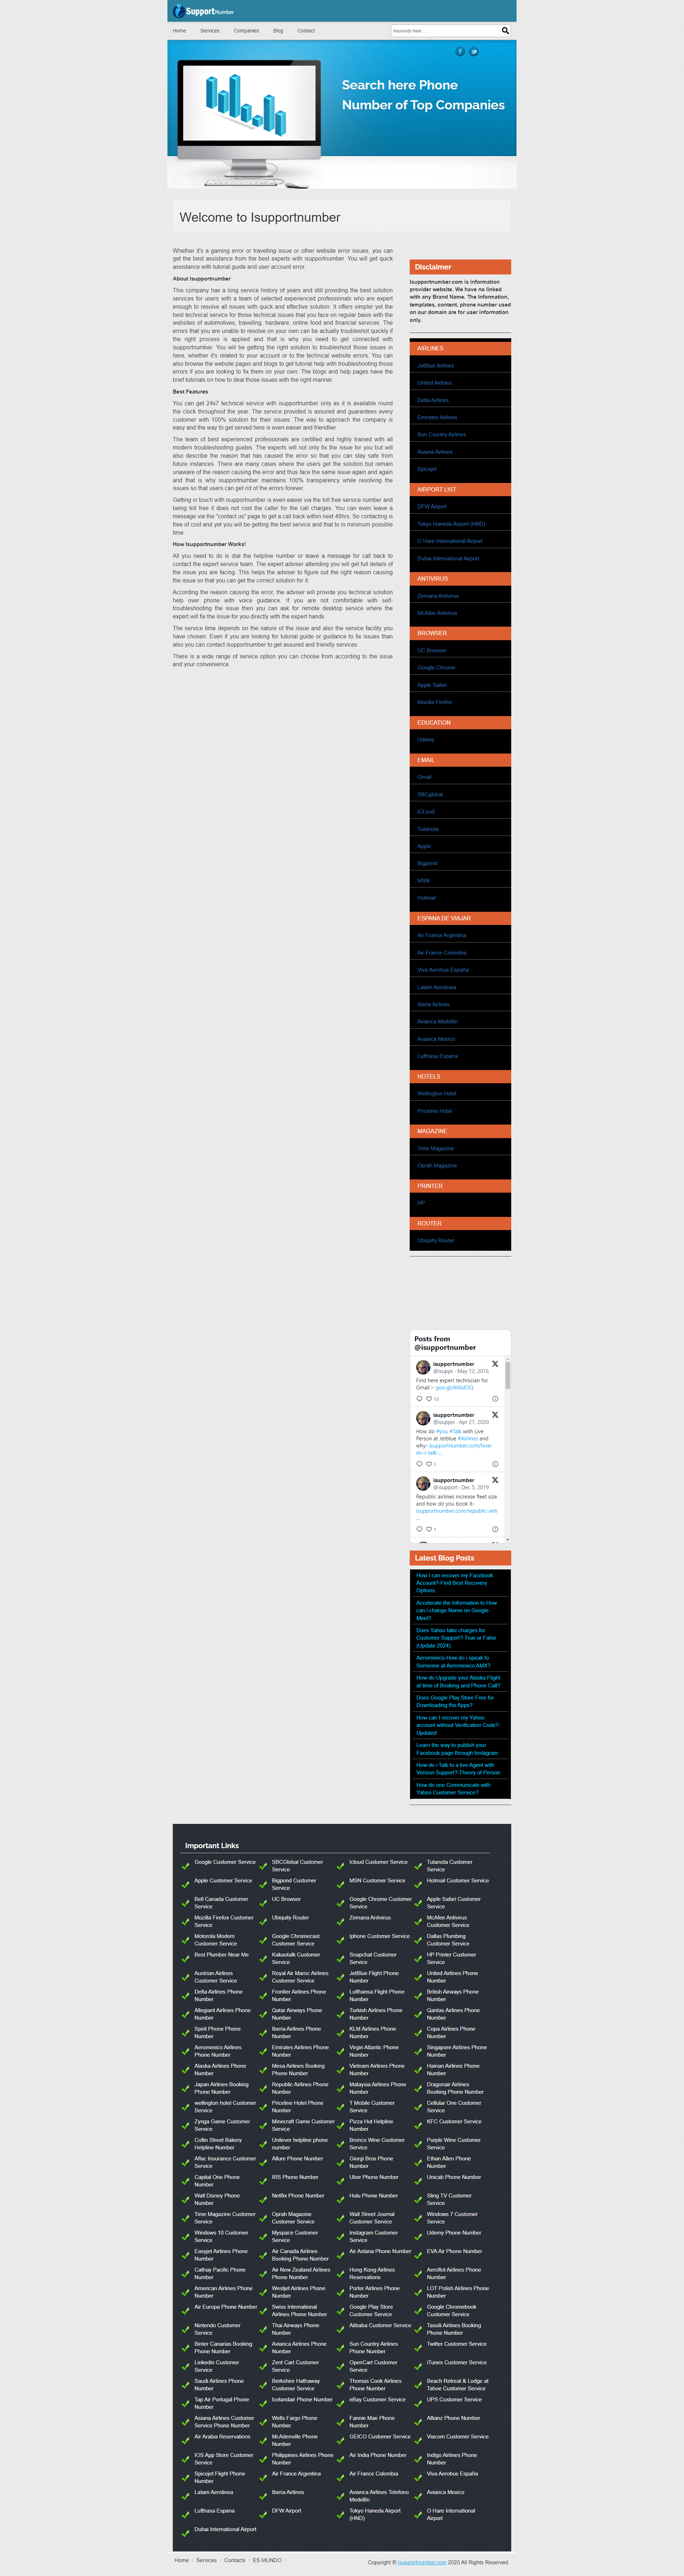 iSupportNumber
Home Services Companies Blog Contact
Keywords here ...
Search here Phone
Number of Top Companies
Welcome to Isupportnumber
Whether it's a gaming error or travelling issue or other website error issues, you can
get the best assistance from the best experts with isupportnumber. You will get quick
assistance with tutorial guide and user account error.
About Isupportnumber
This company has a long service history of years and still providing the best solution
services for users with a team of selected experienced professionals who are expert
enough to resolve all issues with quick and effective solution. It offers simpler yet the
best technical service for those technical issues that you face on regular basis with the
websites of automotives, travelling, hardware, online food and financial services. The
errors that you are unable to resolve on your own can be actually troubleshot quickly if
the right process is applied and that is why you need to get connected with
isupportnumber. You will be getting the right solution to troubleshoot those issues in
here, whether it's related to your account or to the technical website errors. You can
also browse the website pages and blogs to get tutorial help with troubleshooting those
errors if you are looking to fix them on your own. The blogs and help pages have the
brief tutorials on how to deal those issues with the right manner.
Best Features
You can get 24x7 technical service with isupportnumber only as it is available round
the clock throughout the year. The service provided is assured and guarantees every
customer with 100% solution for their issues. The way to approach the company is
easy and the way to get served here is even easier and friendlier.
The team of best experienced professionals are certified and highly trained with all
modern troubleshooting guides. The experts will not only fix the issue for you but will
also describe the reason that has caused the error so that you can stay safe from
future instances. There are many cases where the users get the solution but remain
unaware of the reason causing the error and thus face the same issue again and again
and that is why isupportnumber maintains 100% transparency while resolving the
issues so that users can get rid of the errors forever.
Getting in touch with isupportnumber is even easier via the toll free service number and
being toll free it does not cost the caller for the call charges. You can even leave a
message via the "contact us" page to get a call back within next 48hrs. So contacting is
free of cost and yet you will be getting the best service and that to in minimum possible
time.
How Isupportnumber Works!
All you need to do is dial the helpline number or leave a message for call back to
contact the expert service team. The expert adviser attending you will get full details of
the issue you are facing. This helps the adviser to figure out the right reason causing
the issue so that you can get the correct solution for it.
According the reason causing the error, the adviser will provide you technical solution
help over phone with voice guidance. If you are not comfortable with self-
troubleshooting the issue then you can ask for remote desktop service where the
expert will fix the issue for you directly with the expert hands.
The service time depends on the nature of the issue and also the service facility you
have chosen. Even if you are looking for tutorial guide or guidance to fix issues than
also you can contact isupportnumber to get assured and friendly services.
There is a wide range of service option you can choose from according to the issue
and your convenience.
Disclaimer
Isupportnumber.com is information
provider website. We have no linked
with any Brand Name. The Information,
templates, content, phone number used
on our domain are for user information
only.
AIRLINES
JetBlue Airlines
United Airlines
Delta Airlines
Emirates Airlines
Sun Country Airlines
Asiana Airlines
Spicejet
AIRPORT LIST
DFW Airport
Tokyo Haneda Airport (HND)
O Hare International Airport
Dubai International Airport
ANTIVIRUS
Zemana Antivirus
McAfee Antivirus
BROWSER
UC Browser
Google Chrome
Apple Safari
Mozilla Firefox
EDUCATION
Udemy
EMAIL
Gmail
SBCglobal
ICLoud
Tutanota
Apple
Bigpond
MSN
Hotmail
ESPANA DE VIAJAR
Air France Argentina
Air France Colombia
Viva Aerobus España
Latam Aerolinea
Iberia Airlines
Avianca Medellin
Avianca Mexico
Lufthasa Espana
HOTELS
Wellington Hotel
Priceline Hotel
MAGAZINE
Time Magazine
Oprah Magazine
PRINTER
HP
ROUTER
Ubiquity Router
Posts from
@isupportnumber
isupportnumber
@isuppc · May 12, 2016
Find here expert technician for
Gmail :- goo.gl/6A6dOQ
13
isupportnumber
@isuppo · Apr 27, 2020
How do #you #Talk with Live
Person at Jetblue #Airlines and
why- isupportnumber.com/how-
do-i-talk-…
1
isupportnumber
@isupport · Dec 5, 2019
Republic airlines increase fleet size
and how do you book it-
isupportnumber.com/republic-airli
…
1
Latest Blog Posts
How I can recover my Facebook
Account?-Find Best Recovery
Options
Accelerate the Information to How
can i change Name on Google
Meet?
Does Yahoo take charges for
Customer Support?-True or False
(Update 2024)
Aeromexico-How do i speak to
Someone at Aeromexico AMX?
How do Upgrade your Alaska Flight
at time of Booking and Phone Call?
Does Google Play Store Free for
Downloading the Apps?
How can I recover my Yahoo
account without Verification Code?-
Updated
Learn the way to publish your
Facebook page through Instagram
How do i Talk to a live Agent with
Verizon Support?-Theory of Person
How do one Communicate with
Yahoo Customer Service?
Important Links
Google Customer Service SBCGlobal Customer Service Icloud Customer Service Tutanota Customer Service
Apple Customer Service Bigpond Customer Service MSN Customer Service Hotmail Customer Service
Bell Canada Customer Service UC Browser Google Chrome Customer Service Apple Safari Customer Service
Mozilla Firefox Customer Service Ubiquity Router Zemana Antivirus McAfee Antivirus Customer Service
Motorola Modem Customer Service Google Chromecast Customer Service Iphone Customer Service Dallas Plumbing Customer Service
Best Plumber Near Me Kakaotalk Customer Service Snapchat Customer Service HP Printer Customer Service
Austrian Airlines Customer Service Royal Air Maroc Airlines Customer Service JetBlue Flight Phone Number United Airlines Phone Number
Delta Airlines Phone Number Frontier Airlines Phone Number Lufthansa Flight Phone Number British Airways Phone Number
Allegiant Airlines Phone Number Qatar Airways Phone Number Turkish Airlines Phone Number Qantas Airlines Phone Number
Spirit Phone Phone Number Iberia Airlines Phone Number KLM Airlines Phone Number Copa Airlines Phone Number
Aeromexico Airlines Phone Number Emirates Airlines Phone Number Virgin Atlantic Phone Number Singapore Airlines Phone Number
Alaska Airlines Phone Number Mesa Airlines Booking Phone Number Vietnam Airlines Phone Number Hainan Airlines Phone Number
Japan Airlines Booking Phone Number Republic Airlines Phone Number Malaysia Airlines Phone Number Dragonair Airlines Booking Phone Number
wellington hotel Customer Service Priceline Hotel Phone Number T Mobile Customer Service Cellular One Customer Service
Zynga Game Customer Service Minecraft Game Customer Service Pizza Hut Helpline Number KFC Customer Service
Collin Street Bakery Helpline Number Unilever helpline phone number Bronco Wine Customer Service Purple Wine Customer Service
Aflac Insurance Customer Service Allure Phone Number Giorgi Bros Phone Number Ethan Allen Phone Number
Capital One Phone Number IRS Phone Number Uber Phone Number Unicab Phone Number
Walt Disney Phone Number Netflix Phone Number Hulu Phone Number Sling TV Customer Service
Time Magazine Customer Service Oprah Magazine Customer Service Wall Street Journal Customer Service Windows 7 Customer Service
Windows 10 Customer Service Myspace Customer Service Instagram Customer Service Udemy Phone Number
Easyjet Airlines Phone Number Air Canada Airlines Booking Phone Number Air Astana Phone Number EVA Air Phone Number
Cathay Pacific Phone Number Air New Zealand Airlines Phone Number Hong Kong Airlines Reservations Aeroflot Airlines Phone Number
American Airlines Phone Number Westjet Airlines Phone Number Porter Airlines Phone Number LOT Polish Airlines Phone Number
Air Europa Phone Number Swiss International Airlines Phone Number Google Play Store Customer Service Google Chromebook Customer Service
Nintendo Customer Service Thai Airways Phone Number Alibaba Customer Service Tassili Airlines Booking Phone Number
Binter Canarias Booking Phone Number Avianca Airlines Phone Number Sun Country Airlines Phone Number Twitter Customer Service
Linkedin Customer Service Zent Cart Customer Service OpenCart Customer Service iTunes Customer Service
Saudi Airlines Phone Number Berkshire Hathaway Customer Service Thomas Cook Airlines Phone Number Beach Retreat & Lodge at Tahoe Customer Service
Tap Air Portugal Phone Number Icelandair Phone Number eBay Customer Service UPS Customer Service
Asiana Airlines Customer Service Phone Number Wells Fargo Phone Number Fannie Mae Phone Number Allianz Phone Number
Air Arabia Reservations McAdenville Phone Number GEICO Customer Service Viacom Customer Service
IOS App Store Customer Service Philippines Airlines Phone Number Air India Phone Number Indigo Airlines Phone Number
Spicejet Flight Phone Number Air France Argentina Air France Colombia Viva Aerobus España
Latam Aerolinea Iberia Airlines Avianca Airlines Telefono Medellín Avianca Mexico
Lufthasa Espana DFW Airport Tokyo Haneda Airport (HND) O Hare International Airport
Dubai International Airport
Home | Services | Contacts | ES MUNDO |
Copyright © Isupportnumber.com 2020 All Rights Reserved